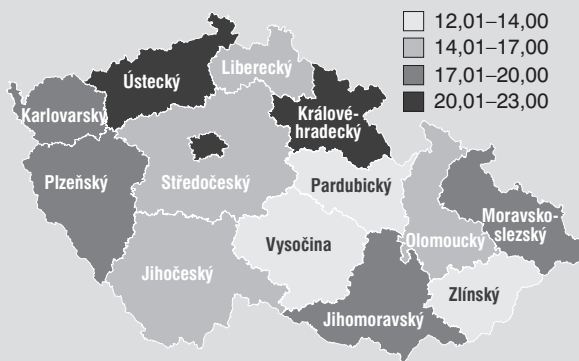 12,01–14,00
14,01–17,00
17,01–20,00
20,01–23,00
Ústecký
Liberecký
Karlovarský
Králové-
hradecký
Plzeňský
Středočeský
Pardubický
Moravsko-
slezský
Vysočina
Olomoucký
Jihočeský
Zlínský
Jihomoravský